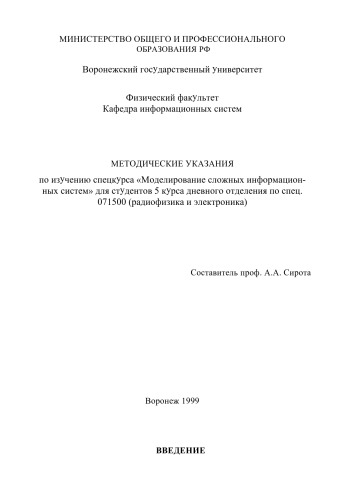 МИНИСТЕРСТВО ОБЩЕГО И ПРОФЕССИОНАЛЬНОГО
ОБРАЗОВАНИЯ РФ
Воронежский государственный университет
Физический факультет
Кафедра информационных систем
МЕТОДИЧЕСКИЕ УКАЗАНИЯ
по изучению спецкурса «Моделирование сложных информацион-
ных систем» для студентов 5 курса дневного отделения по спец.
071500 (радиофизика и электроника)
Составитель проф. А.А. Сирота
Воронеж 1999
ВВЕДЕНИЕ